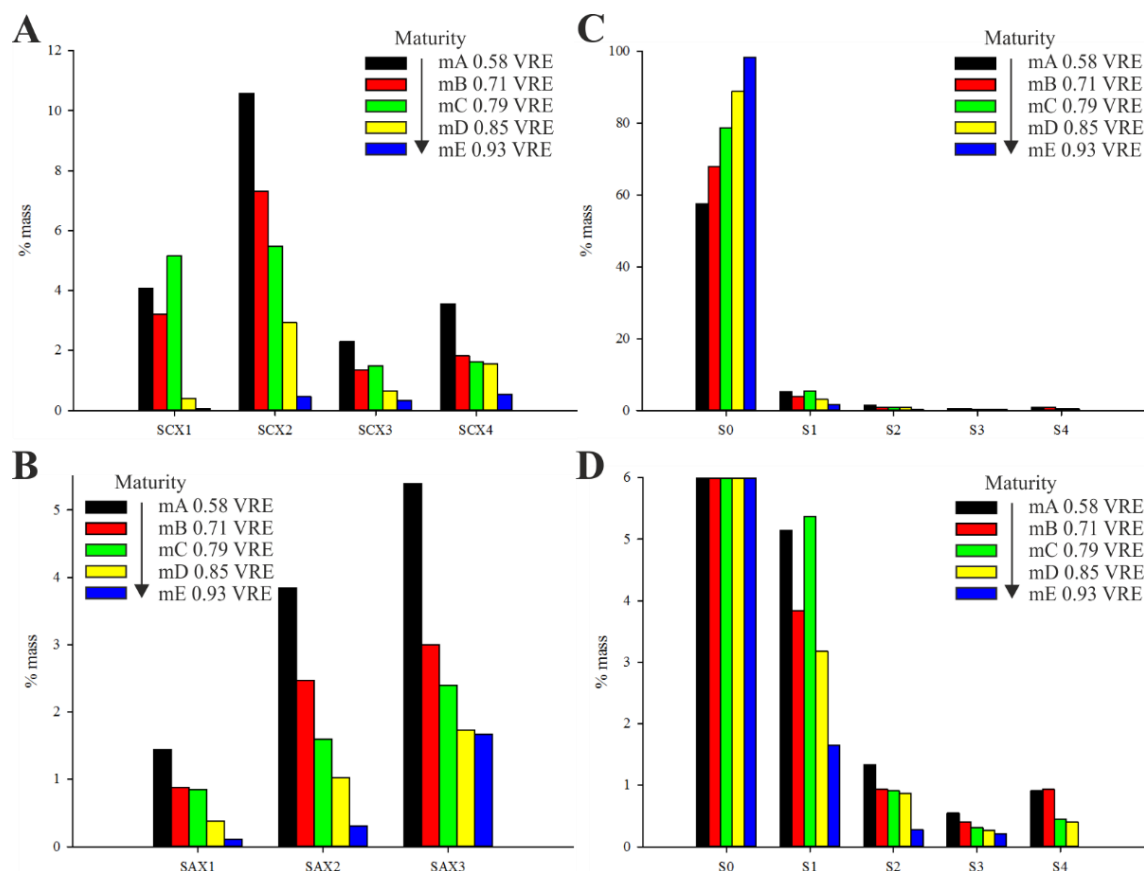 A
12
10
8
6
4
2
0
% mass
Maturity
mA 0.58 VRE
mB 0.71 VRE
mC 0.79 VRE
mD 0.85 VRE
mE 0.93 VRE
SCX1 SCX2 SCX3 SCX4
C
100
80
60
40
20
0
% mass
Maturity
mA 0.58 VRE
mB 0.71 VRE
mC 0.79 VRE
mD 0.85 VRE
mE 0.93 VRE
S0 S1 S2 S3 S4
B
5
4
3
2
1
0
% mass
Maturity
mA 0.58 VRE
mB 0.71 VRE
mC 0.79 VRE
mD 0.85 VRE
mE 0.93 VRE
SAX1 SAX2 SAX3
D
6
5
4
3
2
1
0
% mass
Maturity
mA 0.58 VRE
mB 0.71 VRE
mC 0.79 VRE
mD 0.85 VRE
mE 0.93 VRE
S0 S1 S2 S3 S4